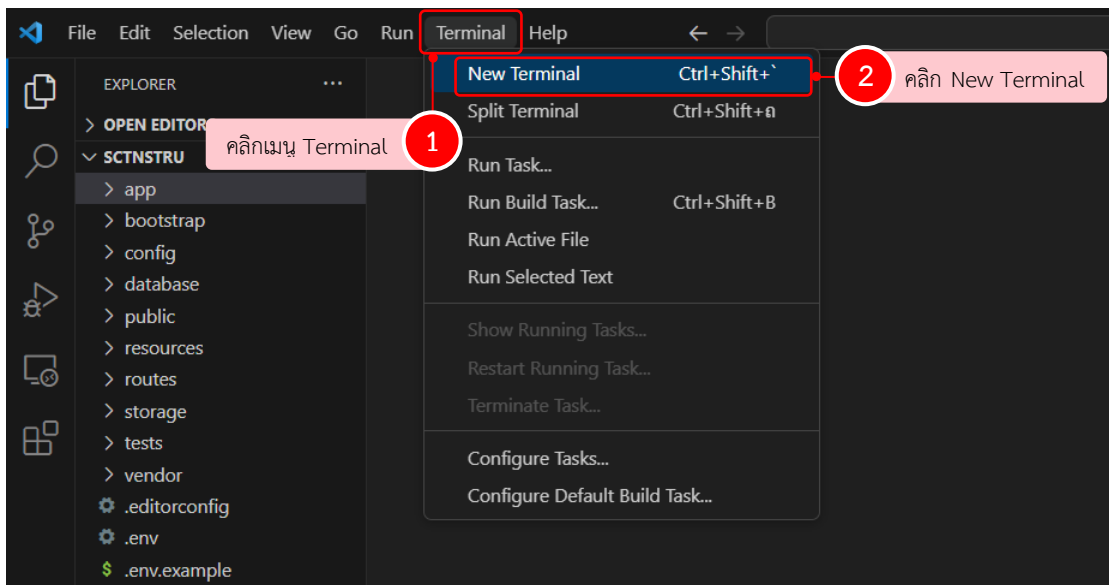 File Edit Selection View Go Run Terminal Help
EXPLORER
OPEN EDITOR
SCTNSTRU
app
bootstrap
config
database
public
resources
routes
storage
tests
vendor
.editorconfig
.env
.env.example
คลิกเมนู Terminal
1
New Terminal Ctrl+Shift+`
Split Terminal Ctrl+Shift+ฅ
Run Task...
Run Build Task... Ctrl+Shift+B
Run Active File
Run Selected Text
Show Running Tasks...
Restart Running Task...
Terminate Task...
Configure Tasks...
Configure Default Build Task...
2 คลิก New Terminal